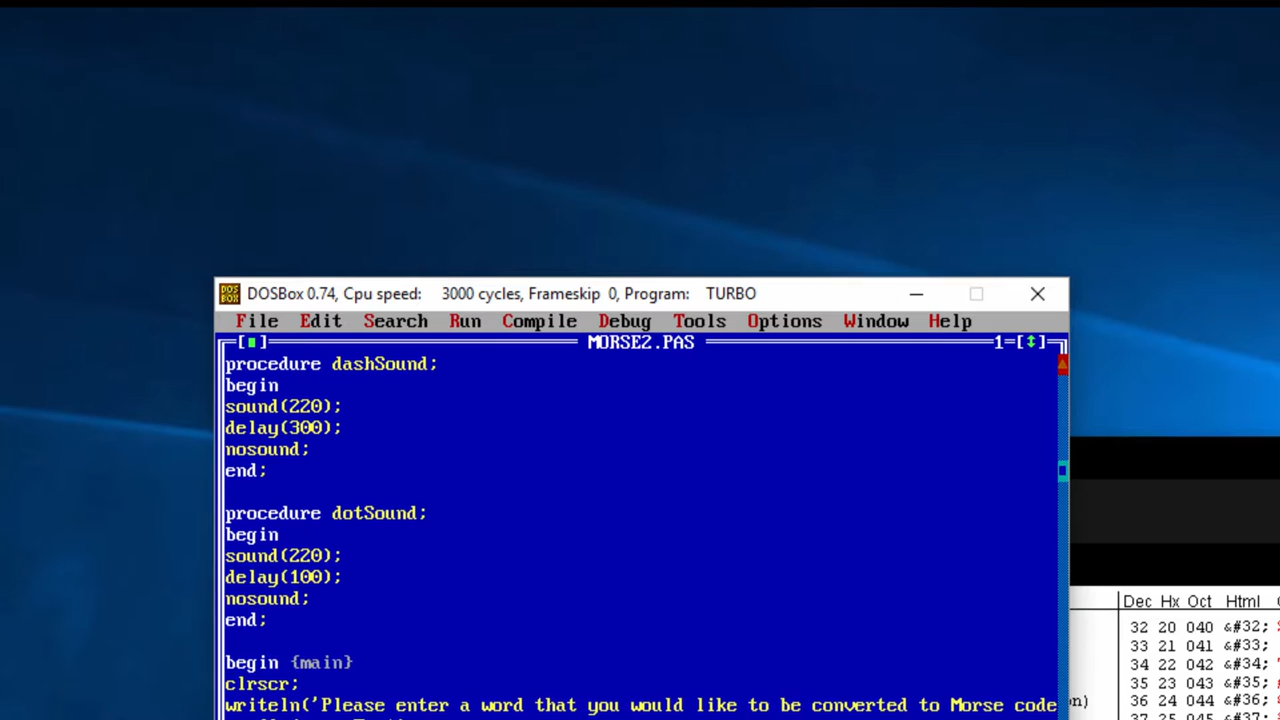 DOSBox 0.74, Cpu speed: 3000 cycles, Frameskip 0, Program: TURBO
File Edit Search Run Compile Debug Tools Options Window Help
MORSE2.PAS 1
procedure dashSound;
begin
sound(220);
delay(300);
nosound;
end;
procedure dotSound;
begin
sound(220);
delay(100);
nosound;
end;
begin {main}
clrscr;
writeln('Please enter a word that you would like to be converted to Morse code
Dec Hx Oct Html
32 20 040 &#32;
33 21 041 &#33;
34 22 042 &#34;
35 23 043 &#35;
36 24 044 &#36;